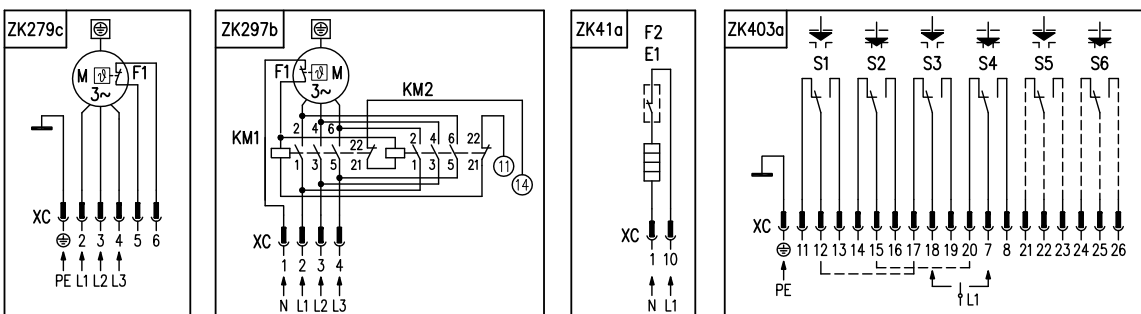 ZK279c
M
F1
3~
XC
2 3 4 5 6
PE L1 L2 L3
ZK297b
F1 M
3~
KM2
2 4 6
KM1
22
2 4 6 22
1 3 5
21
1 3 5 21
11
14
XC
1 2 3 4
N L1 L2 L3
ZK41a
F2
E1
XC
1 10
N L1
ZK403a
S1 S2 S3 S4 S5 S6
XC
11 12 13 14 15 16 17 18 19 20 7 8 21 22 23 24 25 26
PE
L1